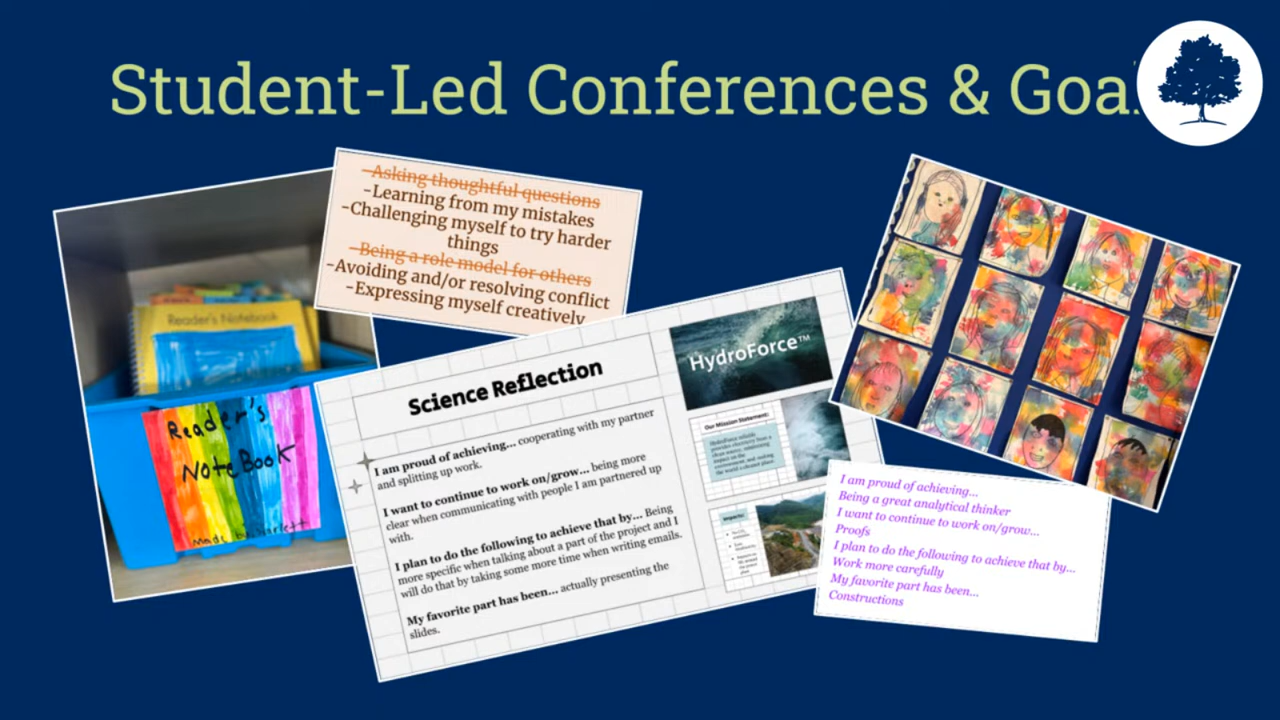 Student-Led Conferences & Goal
-Asking thoughtful questions
-Learning from my mistakes
-Challenging myself to try harder
things
-Being a role model for others
-Avoiding and/or resolving conflict
-Expressing myself creatively
Reader's Notebook
Reader's
NoteBook
Made by
Science Reflection
I am proud of achieving... cooperating with my partner
and splitting up work.
I want to continue to work on/grow... being more
clear when communicating with people I am partnered up
with.
I plan to do the following to achieve that by... Being
more specific when talking about a part of the project and I
will do that by taking some more time when writing emails.
My favorite part has been... actually presenting the
slides.
HydroForce™
Our Mission Statement:
Impacts:
I am proud of achieving...
Being a great analytical thinker
I want to continue to work on/grow...
Proofs
I plan to do the following to achieve that by...
Work more carefully
My favorite part has been...
Constructions